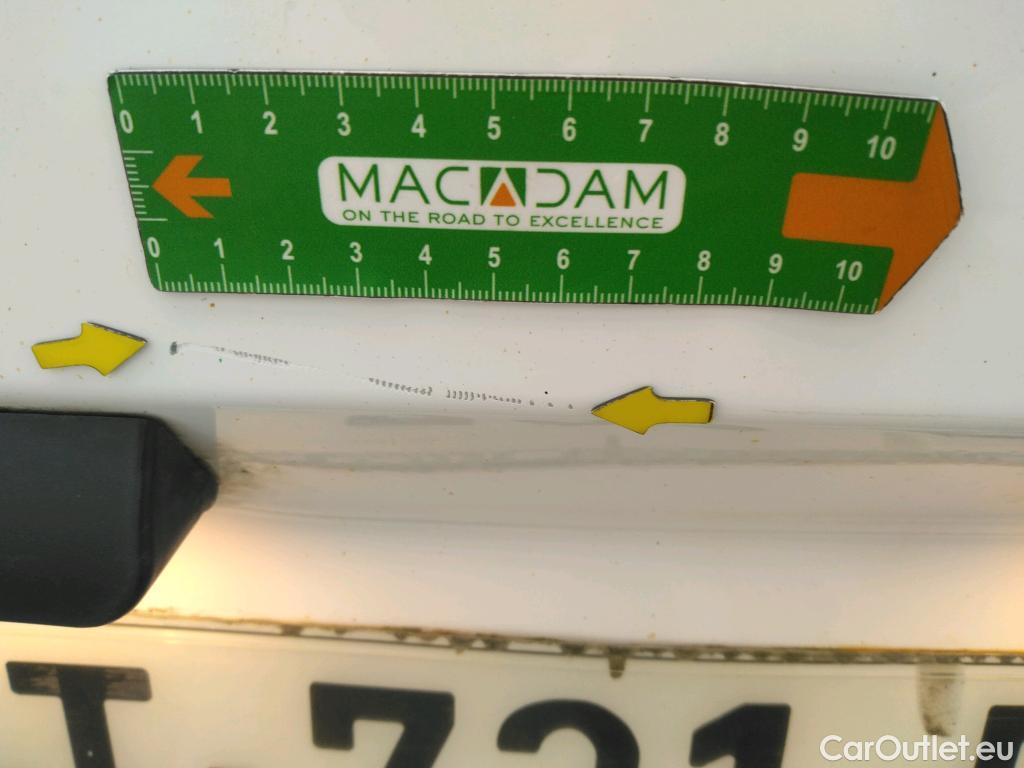 0 1 2 3 4 5 6 7 8 9 10
MACADAM
ON THE ROAD TO EXCELLENCE
0 1 2 3 4 5 6 7 8 9 10
T 721
CarOutlet.eu